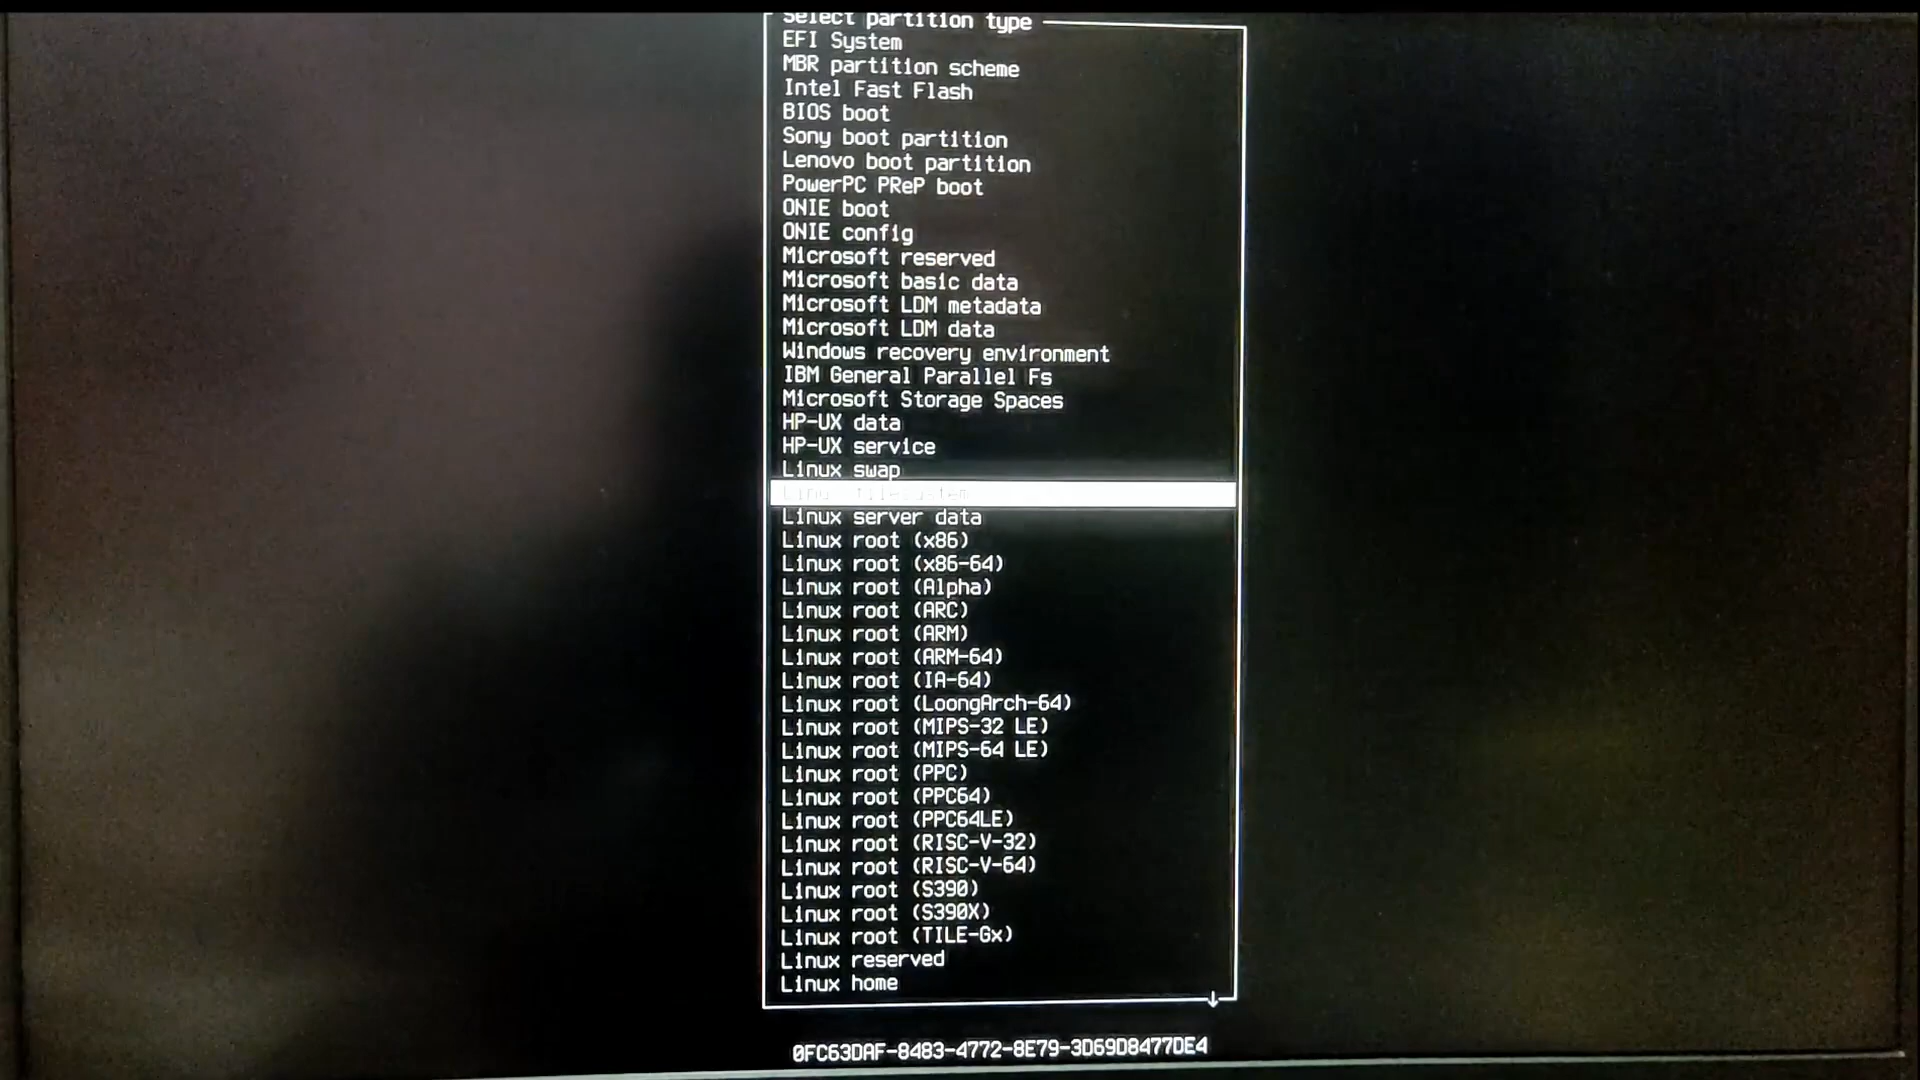 Select partition type
EFI System
MBR partition scheme
Intel Fast Flash
BIOS boot
Sony boot partition
Lenovo boot partition
PowerPC PReP boot
ONIE boot
ONIE config
Microsoft reserved
Microsoft basic data
Microsoft LDM metadata
Microsoft LDM data
Windows recovery environment
IBM General Parallel Fs
Microsoft Storage Spaces
HP-UX data
HP-UX service
Linux swap
Linux filesystem
Linux server data
Linux root (x86)
Linux root (x86-64)
Linux root (Alpha)
Linux root (ARC)
Linux root (ARM)
Linux root (ARM-64)
Linux root (IA-64)
Linux root (LoongArch-64)
Linux root (MIPS-32 LE)
Linux root (MIPS-64 LE)
Linux root (PPC)
Linux root (PPC64)
Linux root (PPC64LE)
Linux root (RISC-V-32)
Linux root (RISC-V-64)
Linux root (S390)
Linux root (S390X)
Linux root (TILE-Gx)
Linux reserved
Linux home
0FC63DAF-8483-4772-8E79-3D69D8477DE4